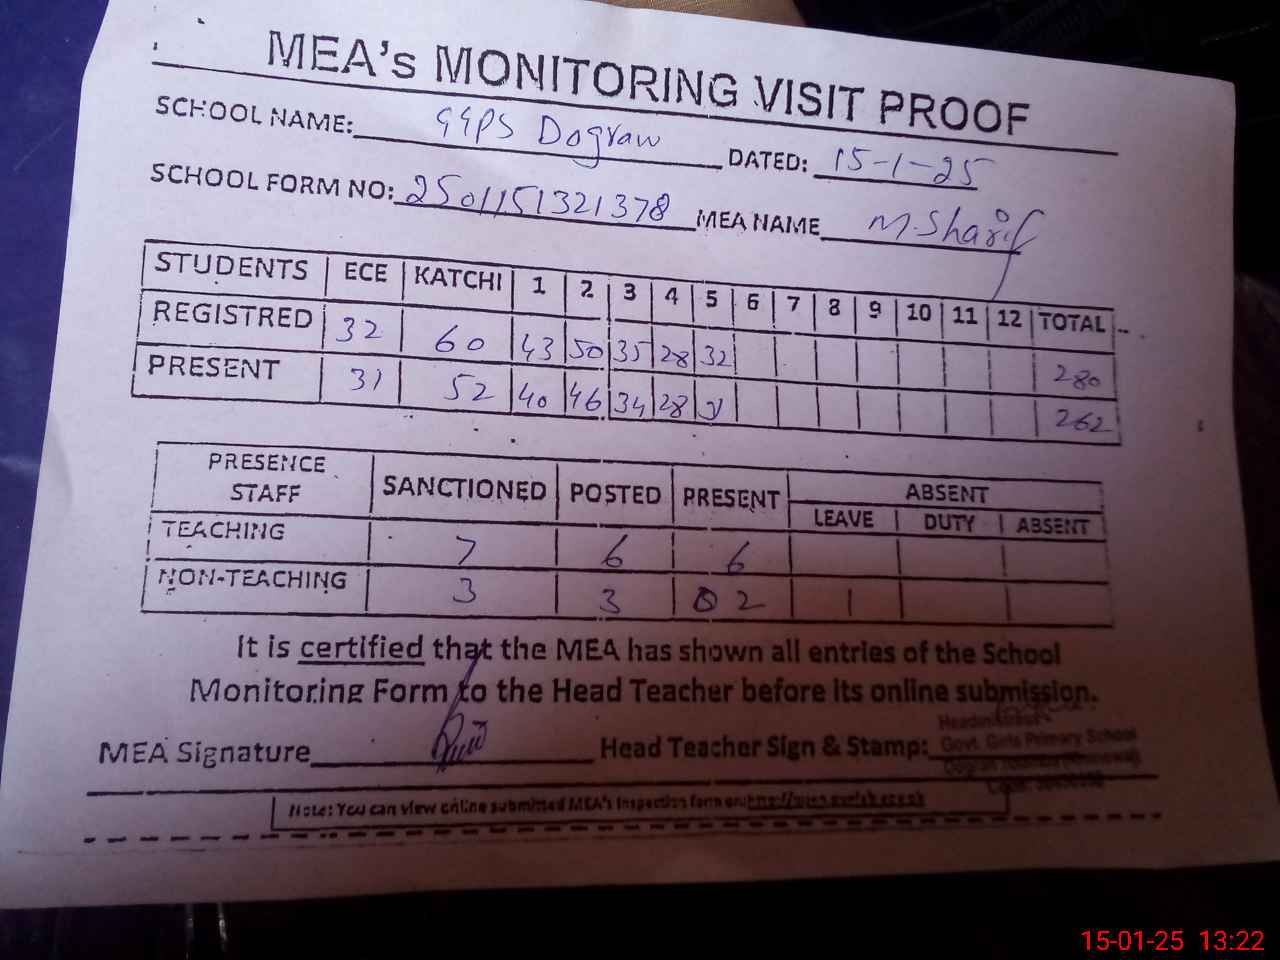 MEA's MONITORING VISIT PROOF
SCHOOL NAME: GGPS Dograw DATED: 15-1-25
SCHOOL FORM NO: 2501151321378 MEA NAME M. Sharif
STUDENTS ECE KATCHI 1 2 3 4 5 6 7 8 9 10 11 12 TOTAL
REGISTRED 32 60 43 50 35 28 32 280
PRESENT 31 52 40 46 34 28 262
PRESENCE STAFF SANCTIONED POSTED PRESENT ABSENT
LEAVE DUTY ABSENT
TEACHING 7 6 6
NON-TEACHING 3 3 02 1
It is certified that the MEA has shown all entries of the School
Monitoring Form to the Head Teacher before its online submission.
MEA Signature Head Teacher Sign & Stamp:
Headmistress
Govt. Girls Primary School
Note: You can view online submitted MEA's inspection form on
15-01-25 13:22